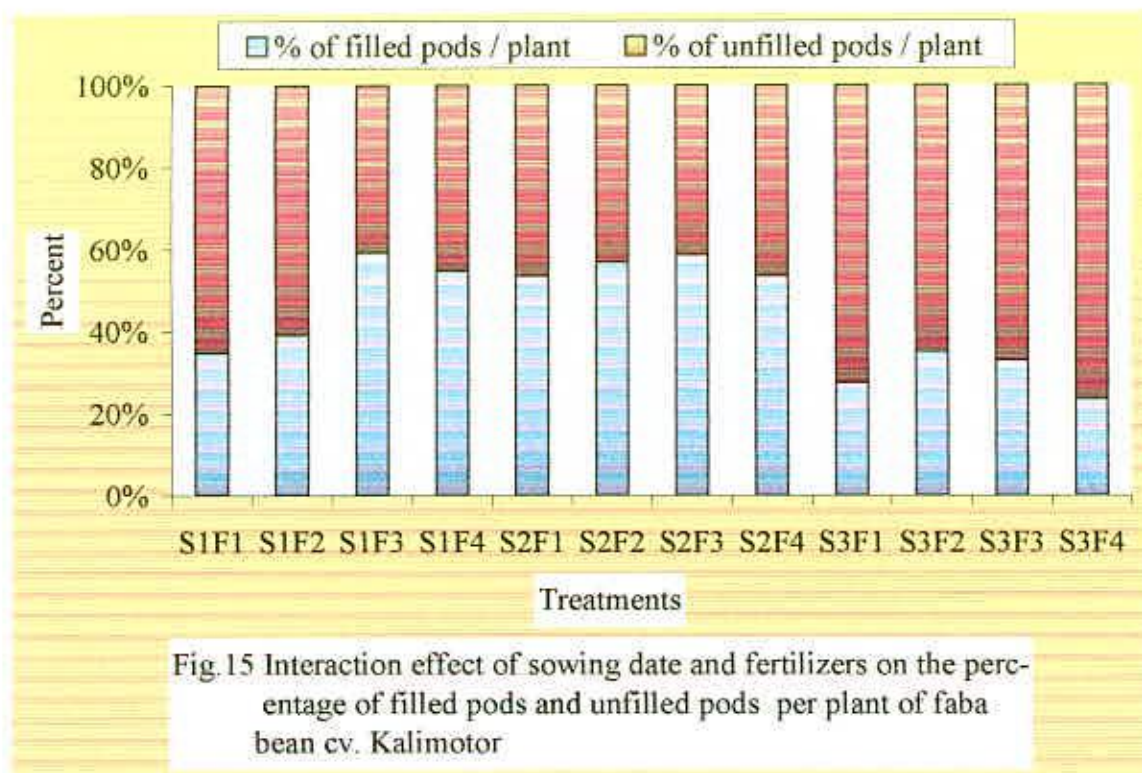 % of filled pods / plant % of unfilled pods / plant
100%
80%
60%
40%
20%
0%
Percent
S1F1 S1F2 S1F3 S1F4 S2F1 S2F2 S2F3 S2F4 S3F1 S3F2 S3F3 S3F4
Treatments
Fig.15 Interaction effect of sowing date and fertilizers on the perc-
entage of filled pods and unfilled pods per plant of faba
bean cv. Kalimotor